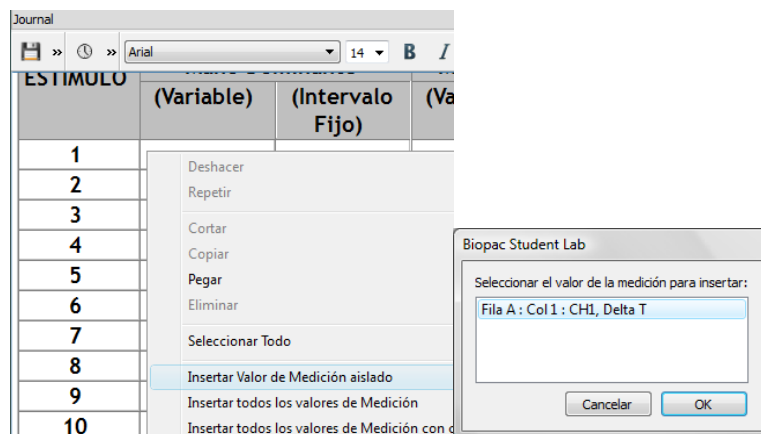 Journal
» » Arial 14 B I
ESTIMULO
(Variable) (Intervalo Fijo) (Va
1
2
3
4
5
6
7
8
9
10
Deshacer
Repetir
Cortar
Copiar
Pegar
Eliminar
Seleccionar Todo
Insertar Valor de Medición aislado
Insertar todos los valores de Medición
Insertar todos los valores de Medición con
Biopac Student Lab
Seleccionar el valor de la medición para insertar:
Fila A : Col 1 : CH1, Delta T
Cancelar OK